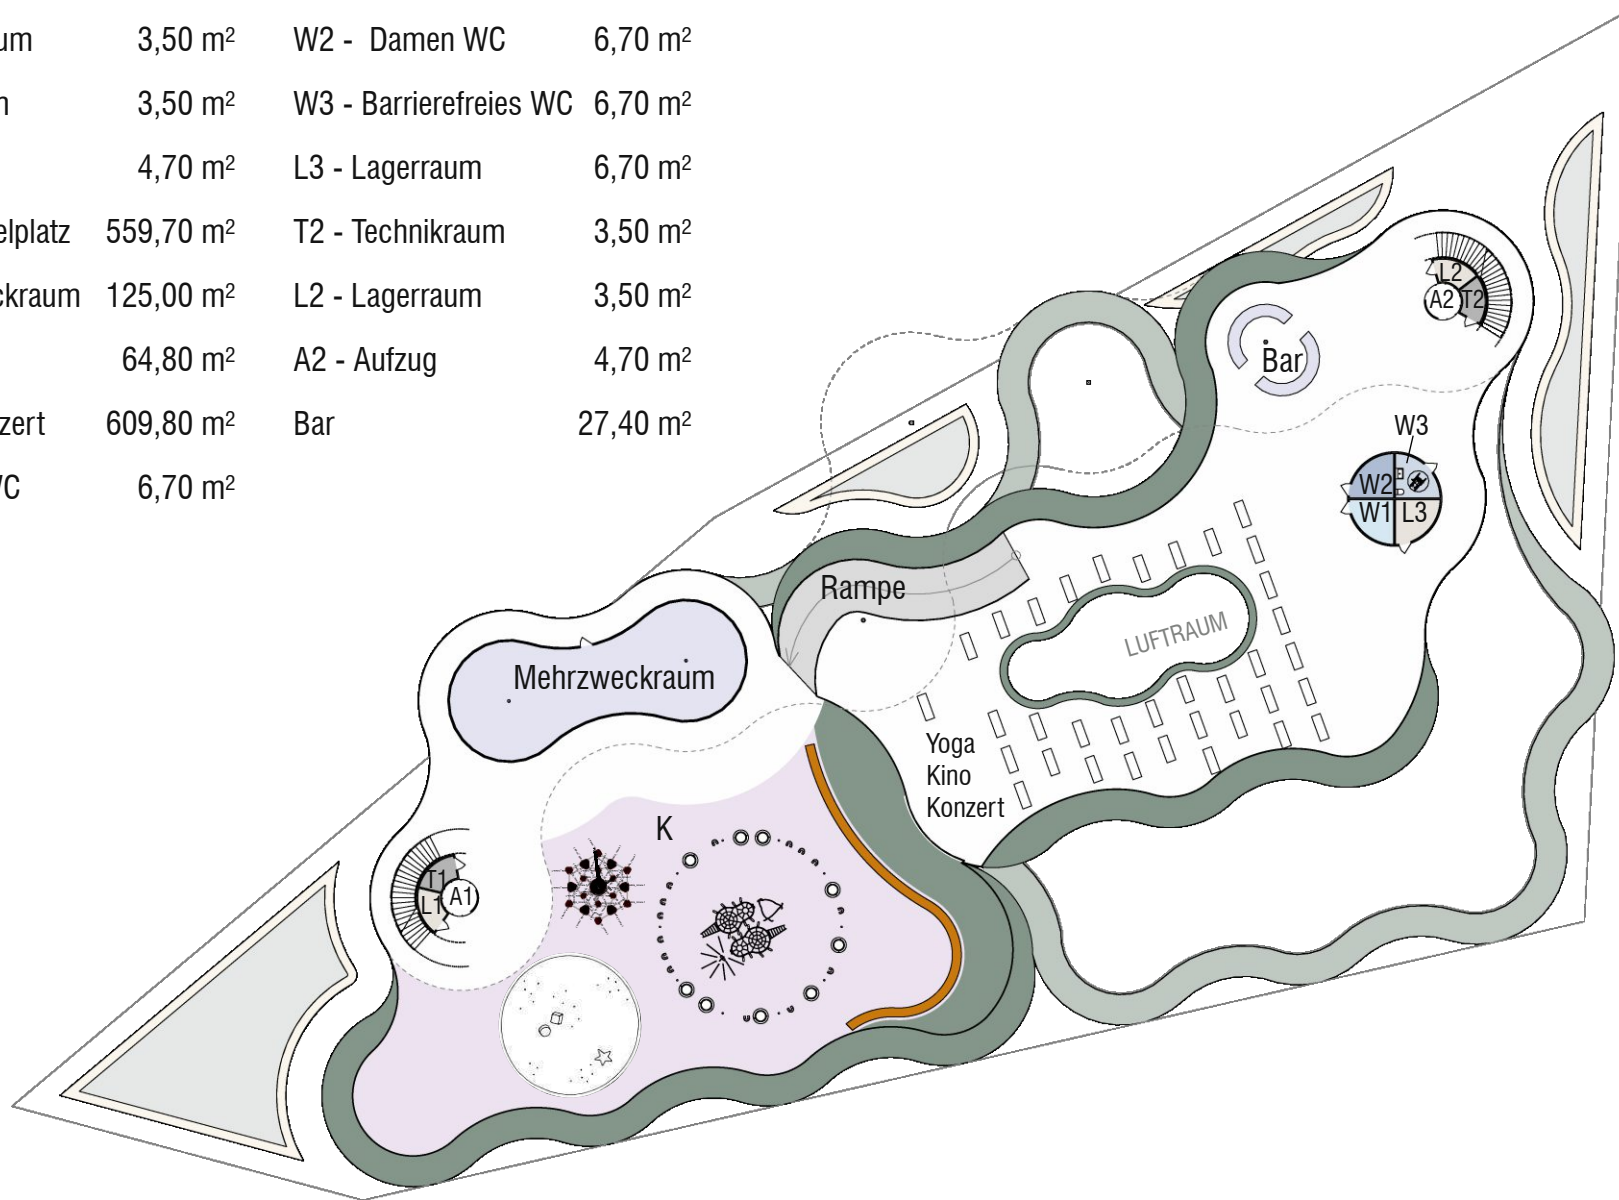 um 3,50 m² W2 - Damen WC 6,70 m²
n 3,50 m² W3 - Barrierefreies WC 6,70 m²
4,70 m² L3 - Lagerraum 6,70 m²
elplatz 559,70 m² T2 - Technikraum 3,50 m²
ckraum 125,00 m² L2 - Lagerraum 3,50 m²
64,80 m² A2 - Aufzug 4,70 m²
zert 609,80 m² Bar 27,40 m²
VC 6,70 m²
L2
A2 T2
Bar
W3
W2
W1 L3
Rampe
LUFTRAUM
Mehrzweckraum
Yoga
Kino
Konzert
K
T1
L1 A1